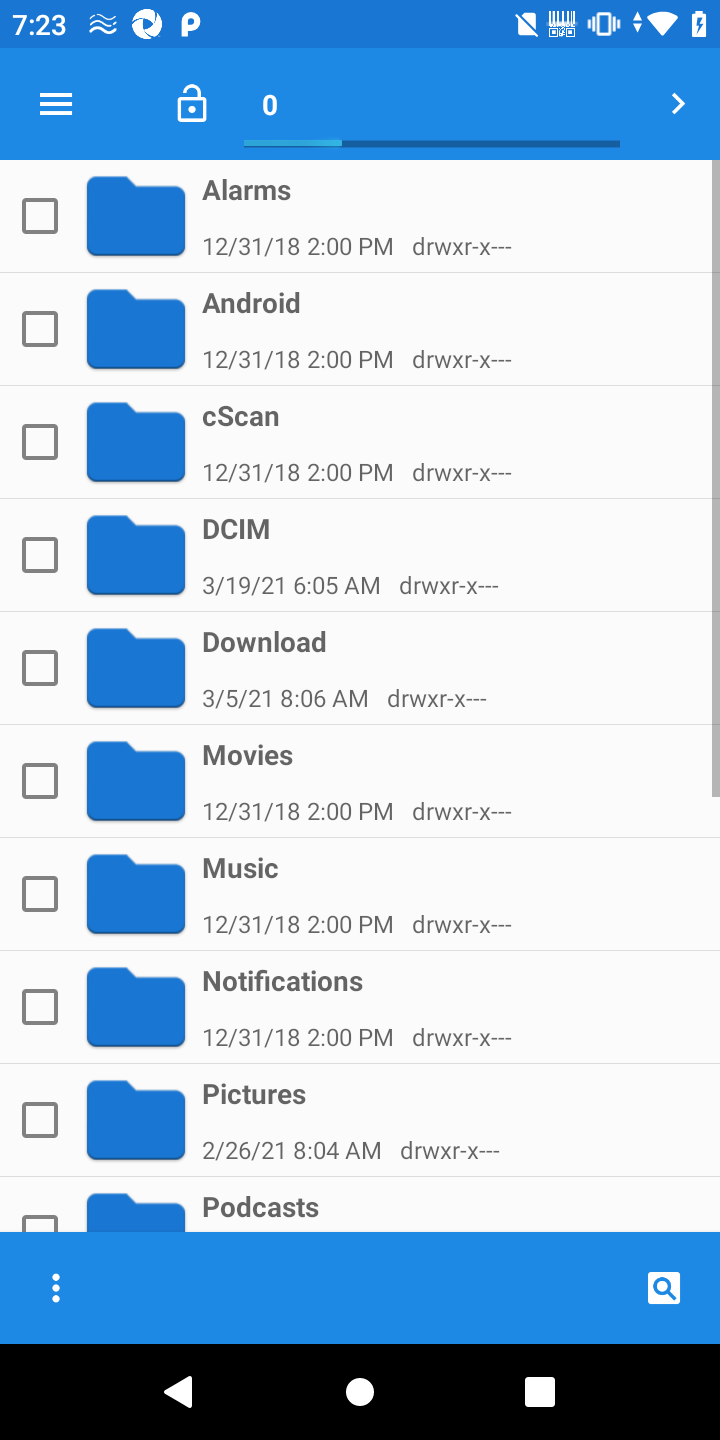 7:23
0
Alarms
12/31/18 2:00 PM drwxr-x---
Android
12/31/18 2:00 PM drwxr-x---
cScan
12/31/18 2:00 PM drwxr-x---
DCIM
3/19/21 6:05 AM drwxr-x---
Download
3/5/21 8:06 AM drwxr-x---
Movies
12/31/18 2:00 PM drwxr-x---
Music
12/31/18 2:00 PM drwxr-x---
Notifications
12/31/18 2:00 PM drwxr-x---
Pictures
2/26/21 8:04 AM drwxr-x---
Podcasts